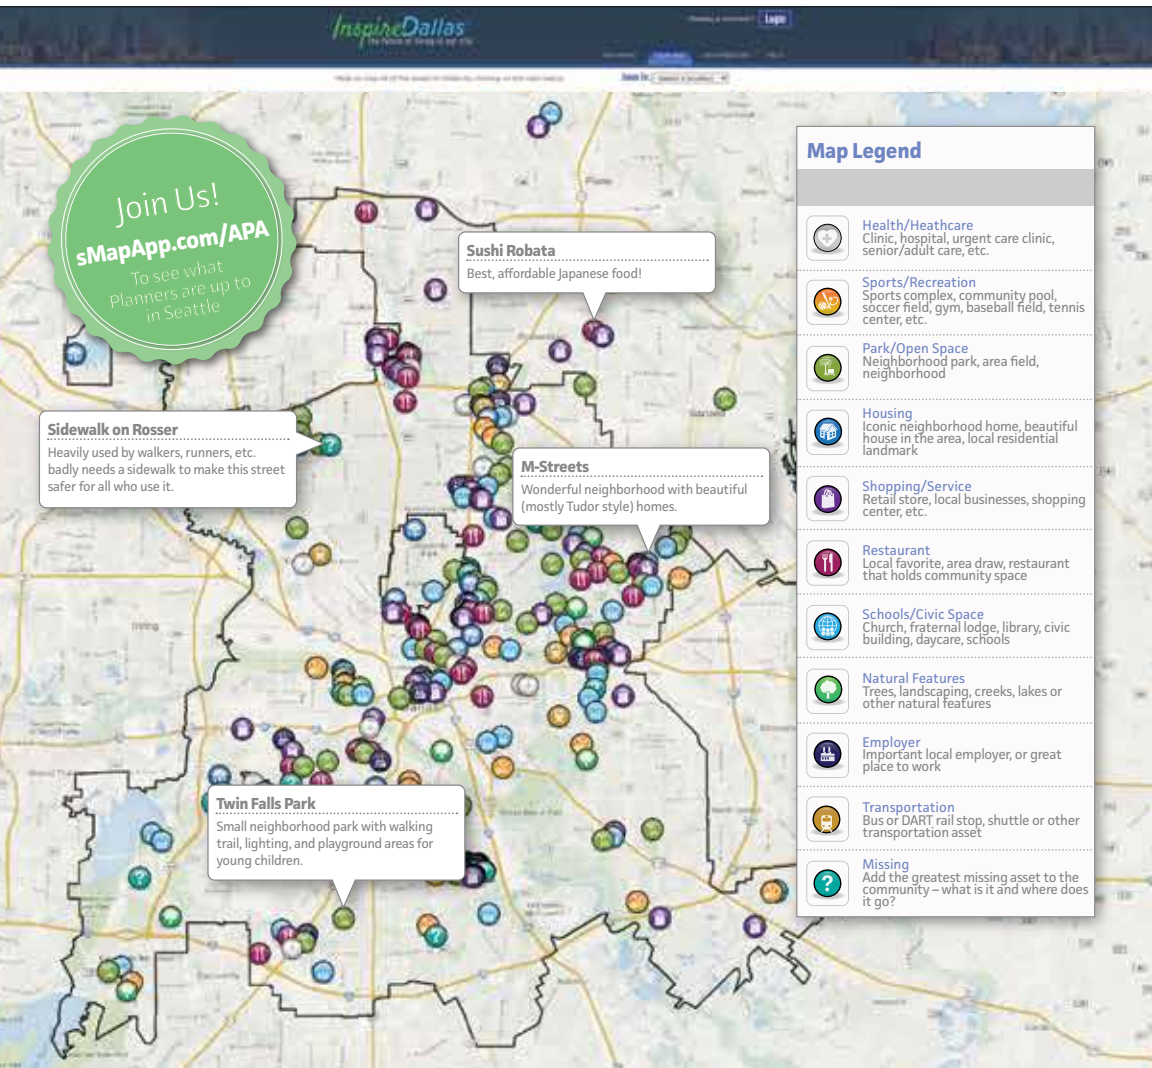 InspireDallas
Login
Join Us!
sMapApp.com/APA
To see what
Planners are up to
in Seattle
Sushi Robata
Best, affordable Japanese food!
Sidewalk on Rosser
Heavily used by walkers, runners, etc.
badly needs a sidewalk to make this street
safer for all who use it.
M-Streets
Wonderful neighborhood with beautiful
(mostly Tudor style) homes.
Twin Falls Park
Small neighborhood park with walking
trail, lighting, and playground areas for
young children.
Map Legend
Health/Heathcare
Clinic, hospital, urgent care clinic,
senior/adult care, etc.
Sports/Recreation
Sports complex, community pool,
soccer field, gym, baseball field, tennis
center, etc.
Park/Open Space
Neighborhood park, area field,
neighborhood
Housing
Iconic neighborhood home, beautiful
house in the area, local residential
landmark
Shopping/Service
Retail store, local businesses, shopping
center, etc.
Restaurant
Local favorite, area draw, restaurant
that holds community space
Schools/Civic Space
Church, fraternal lodge, library, civic
building, daycare, schools
Natural Features
Trees, landscaping, creeks, lakes or
other natural features
Employer
Important local employer, or great
place to work
Transportation
Bus or DART rail stop, shuttle or other
transportation asset
Missing
Add the greatest missing asset to the
community – what is it and where does
it go?